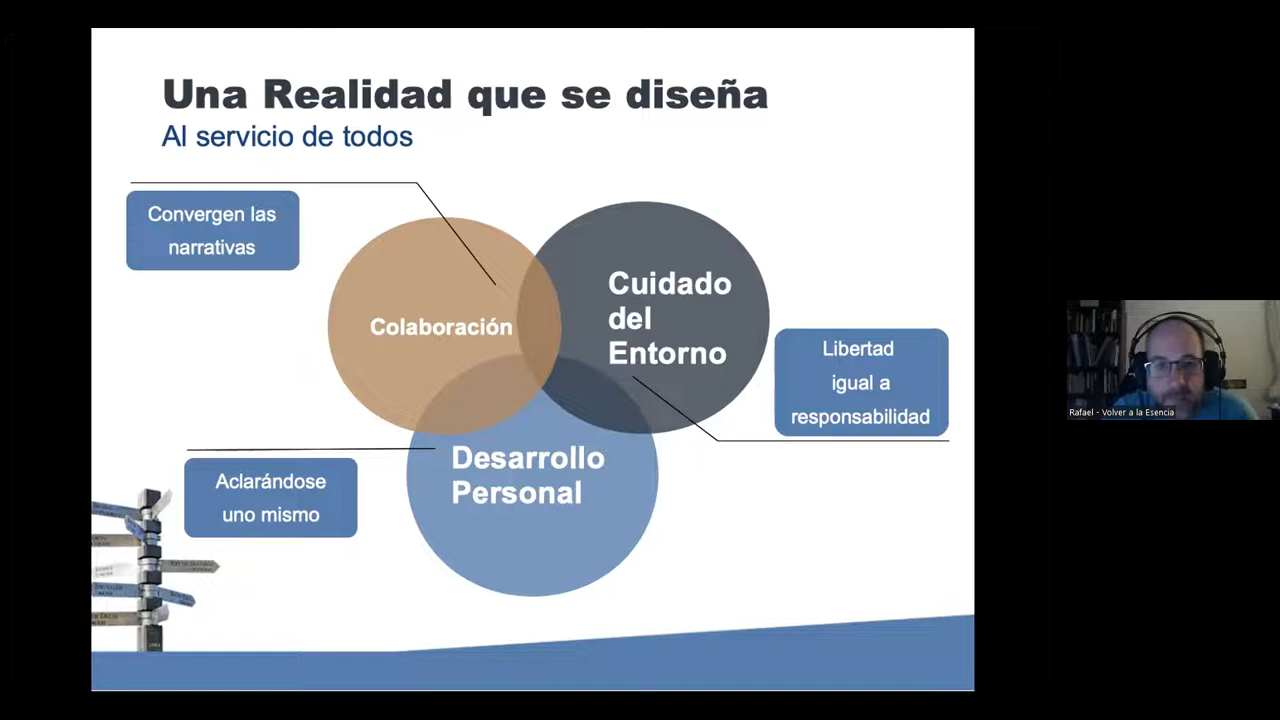 Una Realidad que se diseña
Al servicio de todos
Convergen las
narrativas
Colaboración
Cuidado
del
Entorno
Libertad
igual a
responsabilidad
Desarrollo
Personal
Aclarándose
uno mismo
Rafael - Volver a la Esencia